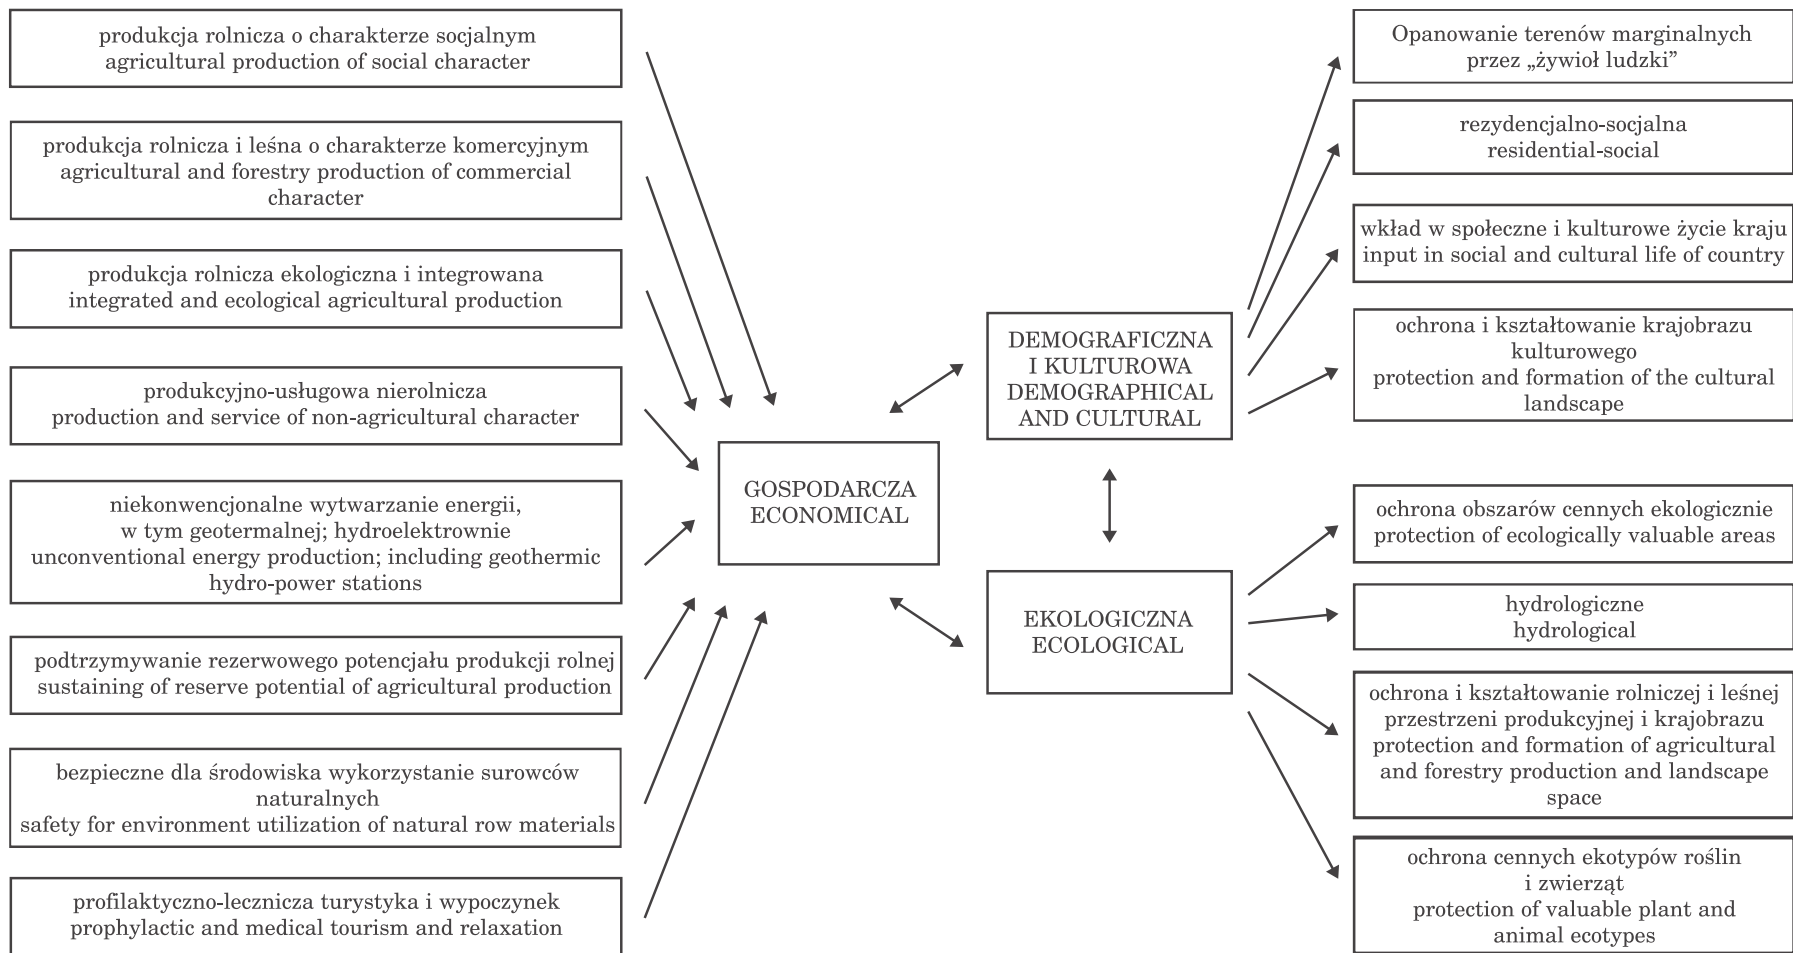 produkcja rolnicza o charakterze socjalnym
agricultural production of social character
produkcja rolnicza i leśna o charakterze komercyjnym
agricultural and forestry production of commercial
character
produkcja rolnicza ekologiczna i integrowana
integrated and ecological agricultural production
produkcyjno-usługowa nierolnicza
production and service of non-agricultural character
niekonwencjonalne wytwarzanie energii,
w tym geotermalnej; hydroelektrownie
unconventional energy production; including geothermic
hydro-power stations
podtrzymywanie rezerwowego potencjału produkcji rolnej
sustaining of reserve potential of agricultural production
bezpieczne dla środowiska wykorzystanie surowców
naturalnych
safety for environment utilization of natural row materials
profilaktyczno-lecznicza turystyka i wypoczynek
prophylactic and medical tourism and relaxation
GOSPODARCZA
ECONOMICAL
DEMOGRAFICZNA
I KULTUROWA
DEMOGRAPHICAL
AND CULTURAL
EKOLOGICZNA
ECOLOGICAL
Opanowanie terenów marginalnych
przez „żywioł ludzki”
rezydencjalno-socjalna
residential-social
wkład w społeczne i kulturowe życie kraju
input in social and cultural life of country
ochrona i kształtowanie krajobrazu
kulturowego
protection and formation of the cultural
landscape
ochrona obszarów cennych ekologicznie
protection of ecologically valuable areas
hydrologiczne
hydrological
ochrona i kształtowanie rolniczej i leśnej
przestrzeni produkcyjnej i krajobrazu
protection and formation of agricultural
and forestry production and landscape
space
ochrona cennych ekotypów roślin
i zwierząt
protection of valuable plant and
animal ecotypes